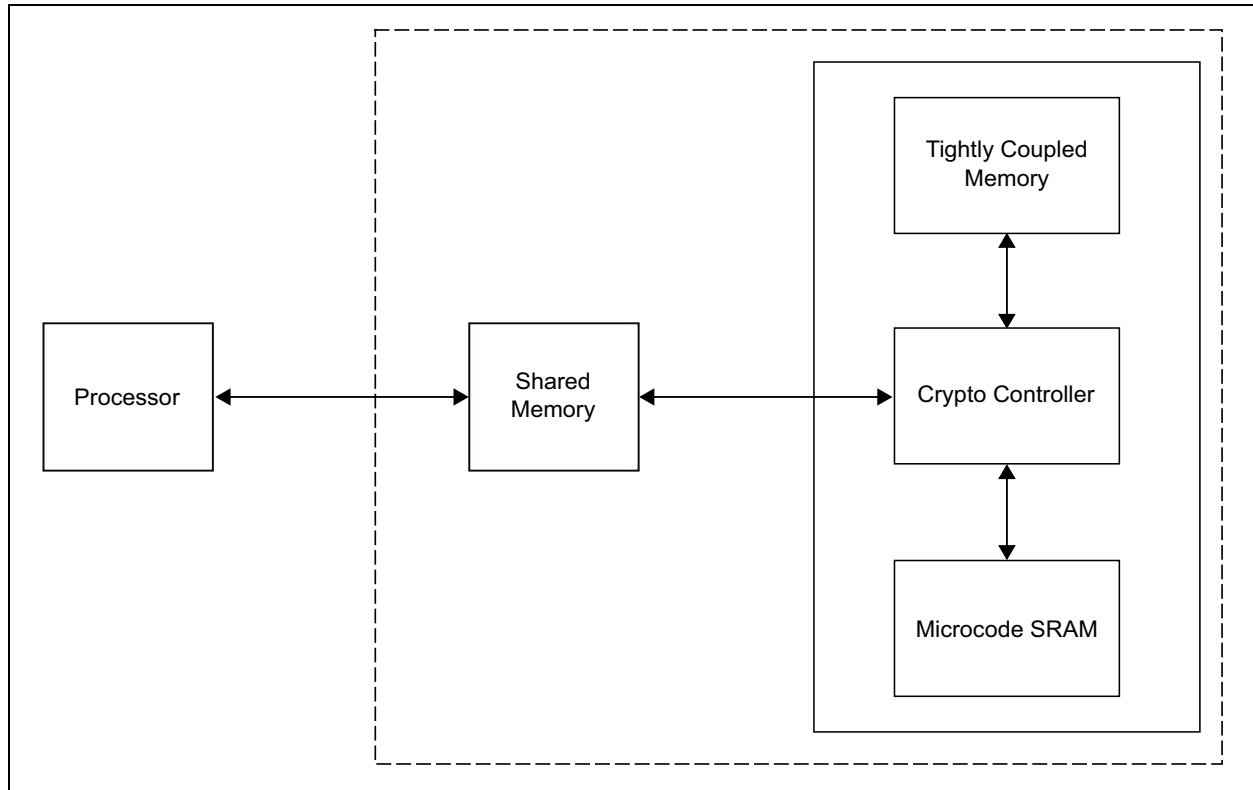 Tightly Coupled
Memory
Processor
Shared
Memory
Crypto Controller
Microcode SRAM